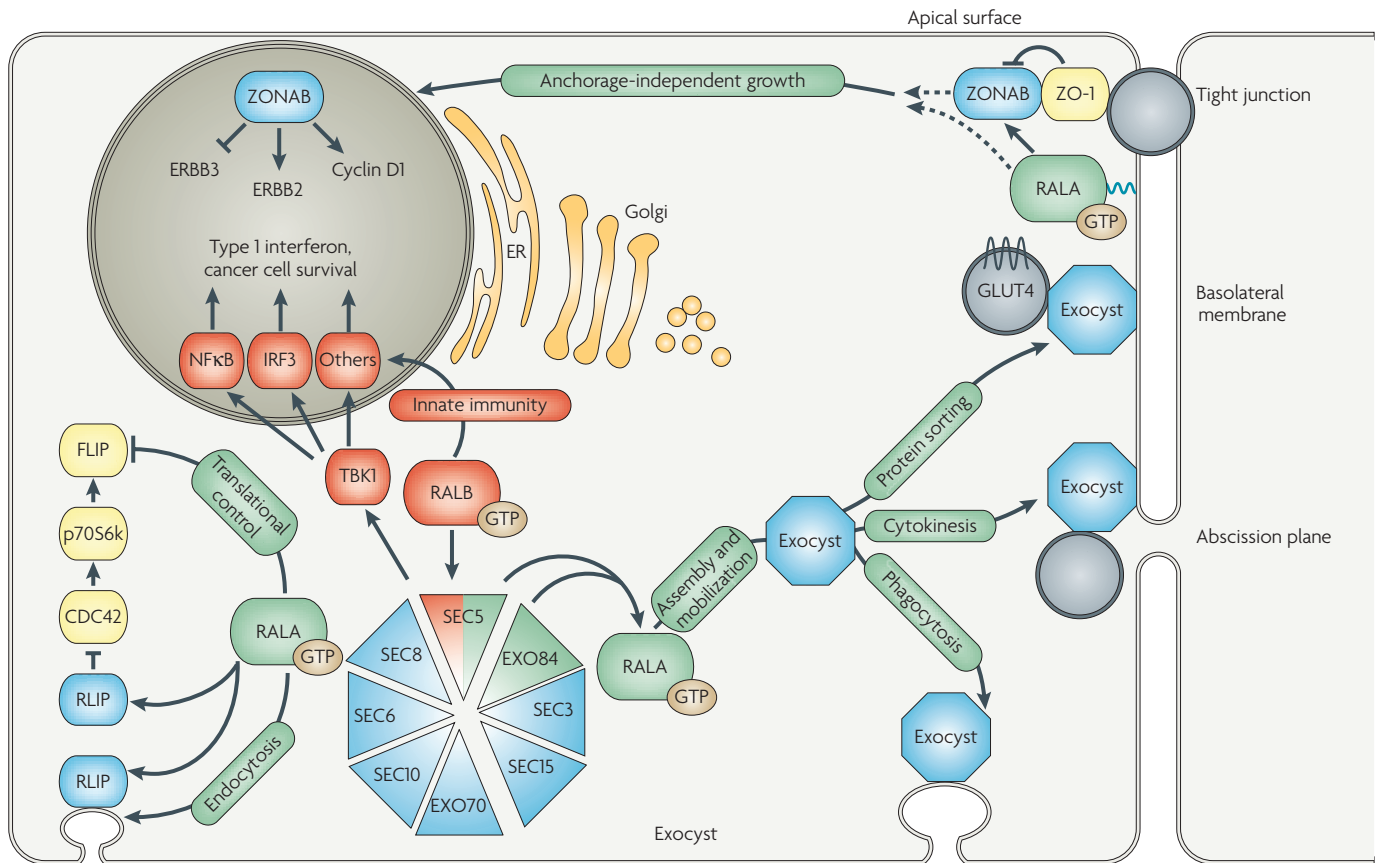 Apical surface
ZONAB
ERBB3
ERBB2
Cyclin D1
Anchorage-independent growth
ZONAB
ZO-1
Tight junction
RALA
GTP
Type 1 interferon,
cancer cell survival
NFκB
IRF3
Others
ER
Golgi
GLUT4
Exocyst
Basolateral
membrane
Innate immunity
Protein sorting
FLIP
Translational
control
TBK1
RALB
GTP
p70S6k
CDC42
RLIP
RLIP
RALA
GTP
Endocytosis
SEC5
EXO84
SEC3
SEC15
EXO70
SEC10
SEC6
SEC8
Exocyst
RALA
GTP
Assembly and
mobilization
Exocyst
Cytokinesis
Exocyst
Abscission plane
Phagocytosis
Exocyst